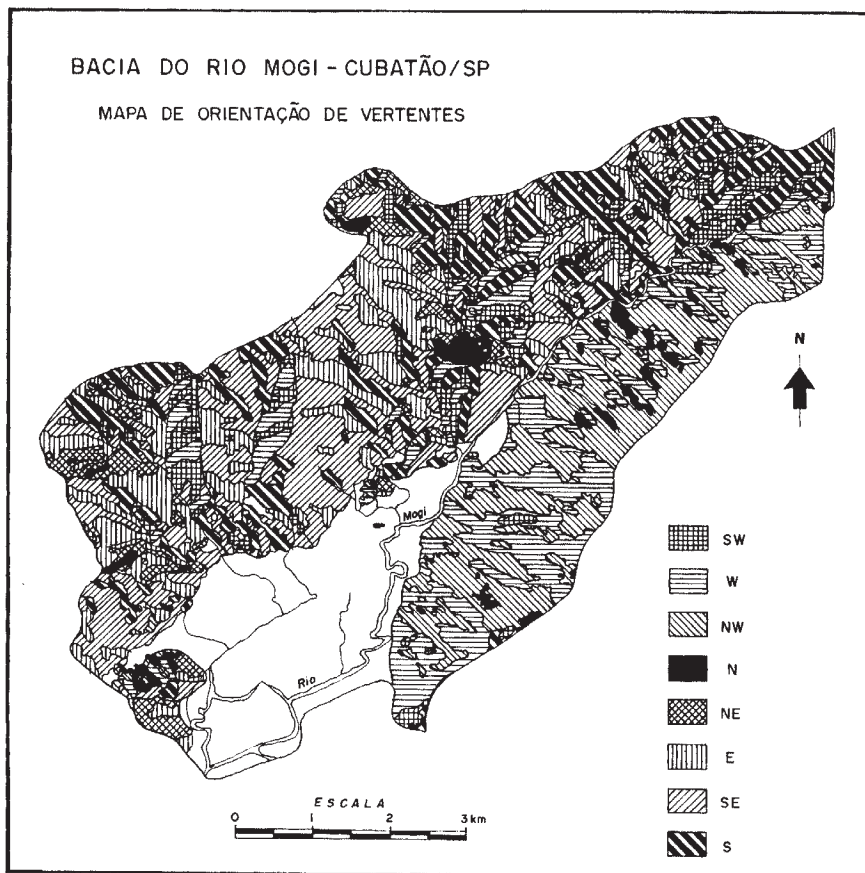 BACIA DO RIO MOGI - CUBATÃO/SP
MAPA DE ORIENTAÇÃO DE VERTENTES
N
Mogi
Rio
SW
W
NW
N
NE
E
SE
S
ESCALA
0 1 2 3 km